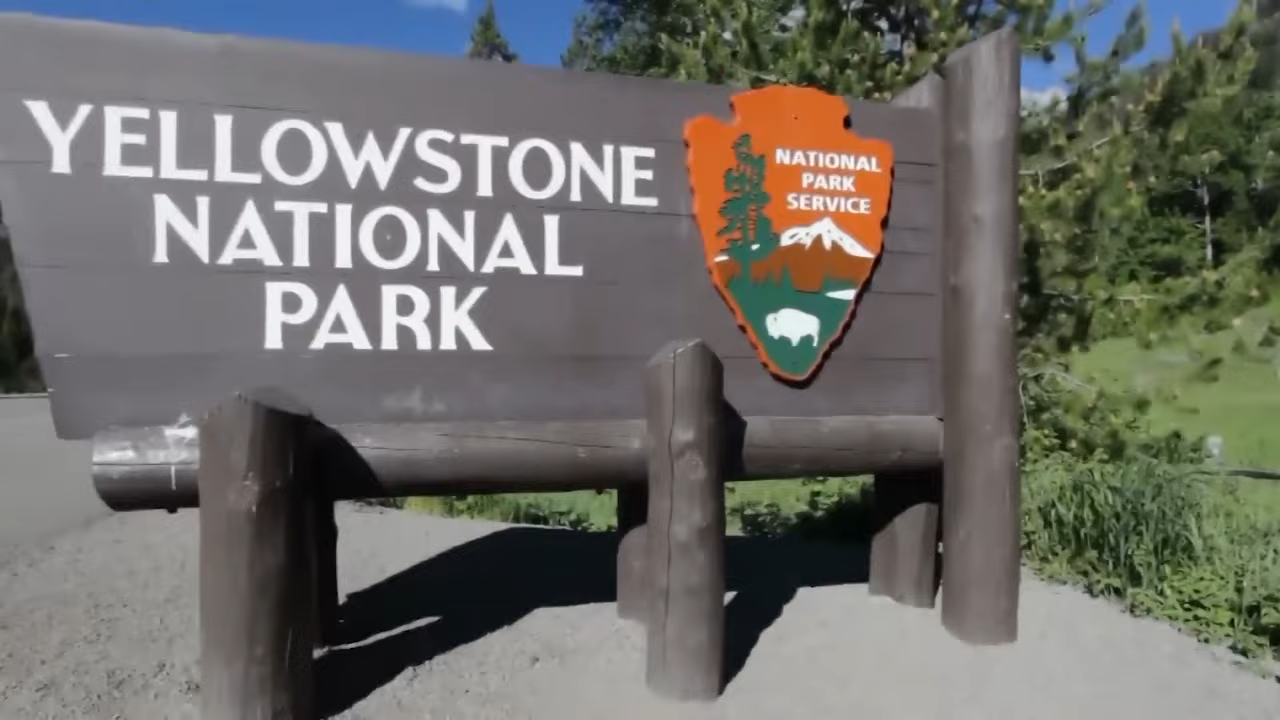 YELLOWSTONE
NATIONAL
PARK
NATIONAL
PARK
SERVICE